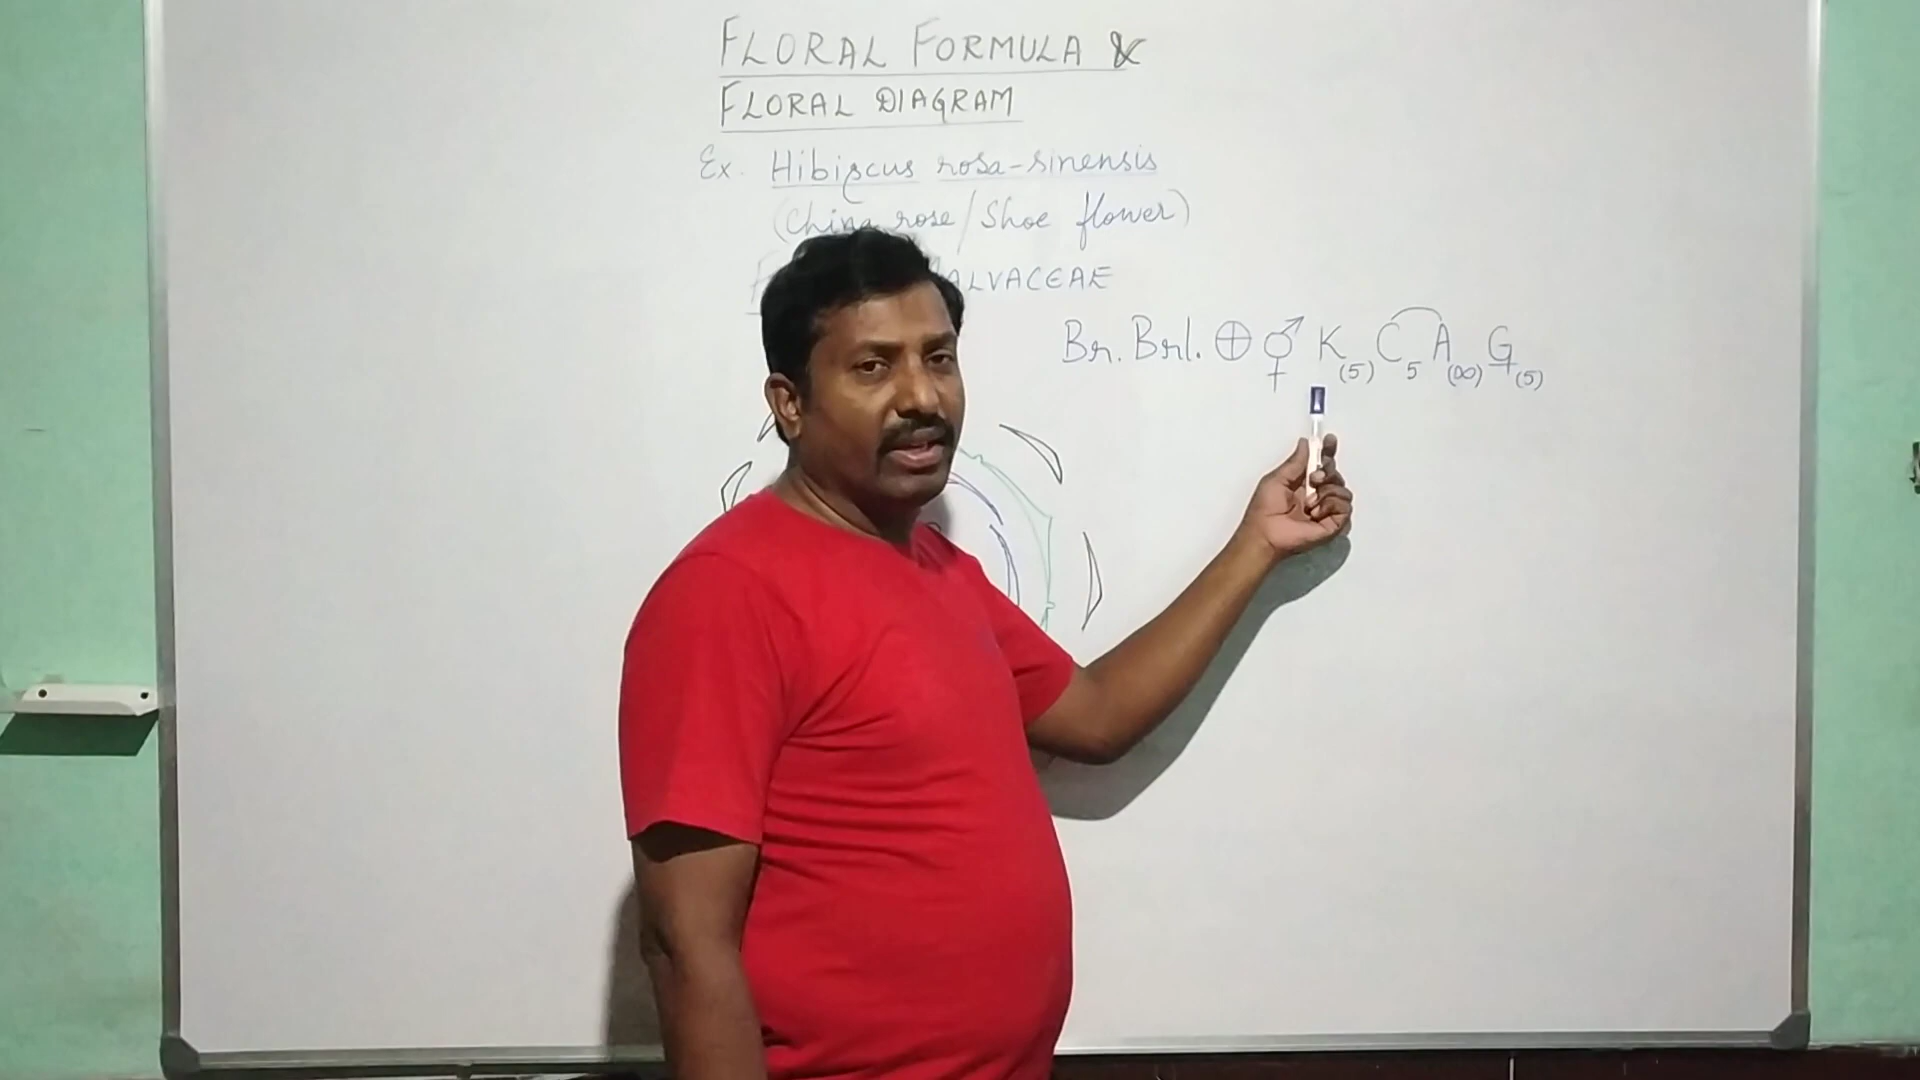 FLORAL FORMULA &
FLORAL DIAGRAM
Ex. Hibiscus rosa-sinensis
(China rose/Shoe flower)
ALVACEAE
Br. Brl. ⊕ ⚥ K(5) C5 A(∞) G(5)